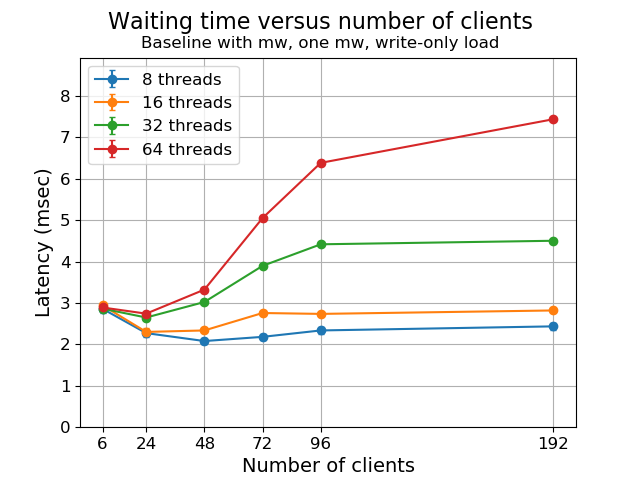 Waiting time versus number of clients
Baseline with mw, one mw, write-only load
8 threads
16 threads
32 threads
64 threads
Latency (msec)
8
7
6
5
4
3
2
1
0
6 24 48 72 96 192
Number of clients